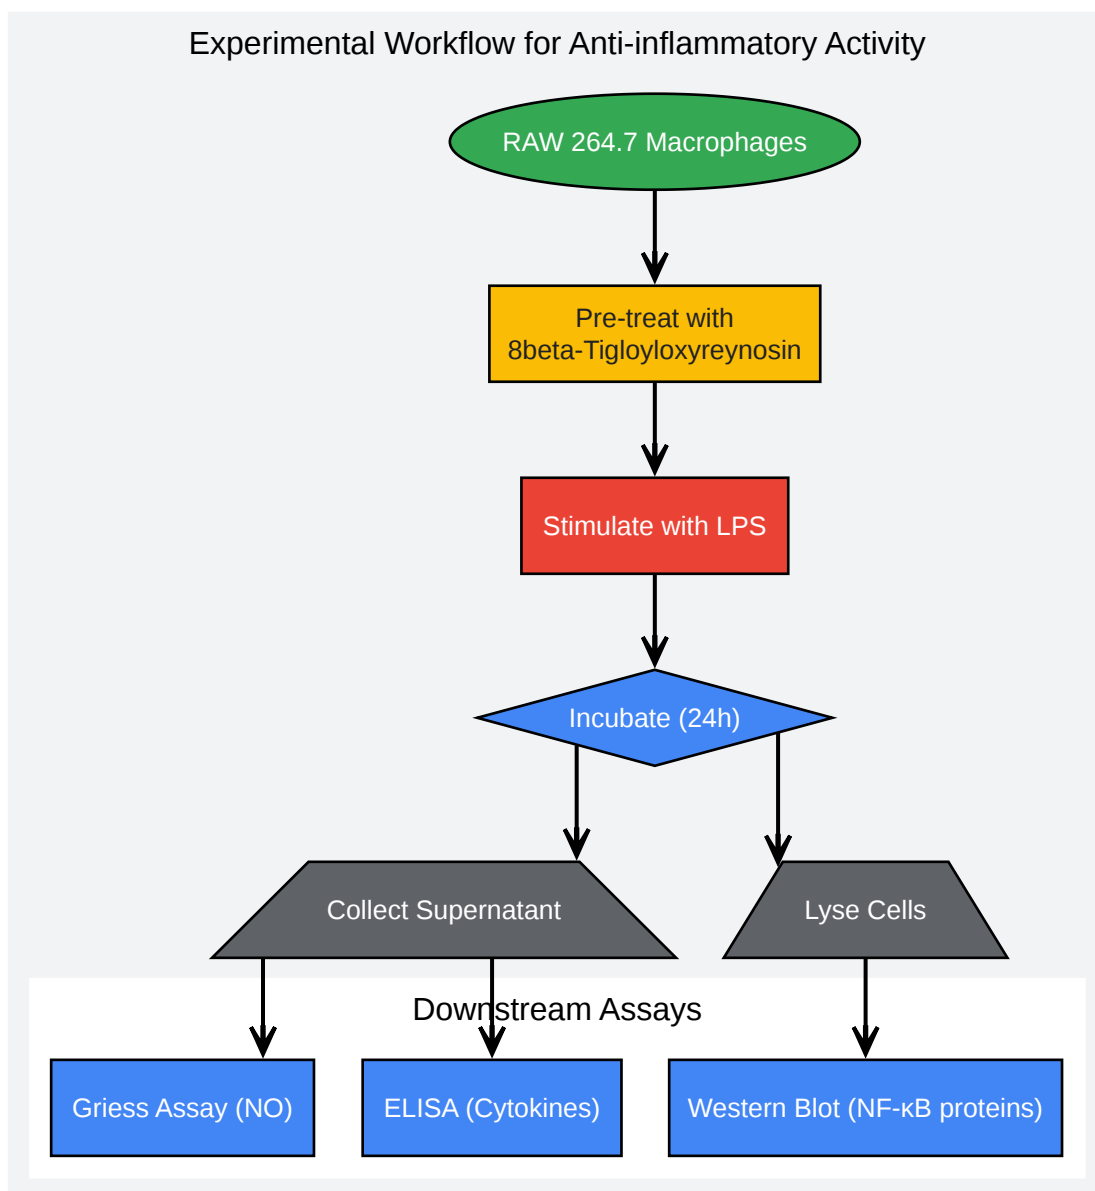 Experimental Workflow for Anti-inflammatory Activity
RAW 264.7 Macrophages
Pre-treat with
8beta-Tigloyloxyreynosin
Stimulate with LPS
Incubate (24h)
Collect Supernatant
Lyse Cells
Downstream Assays
Griess Assay (NO)
ELISA (Cytokines)
Western Blot (NF-κB proteins)